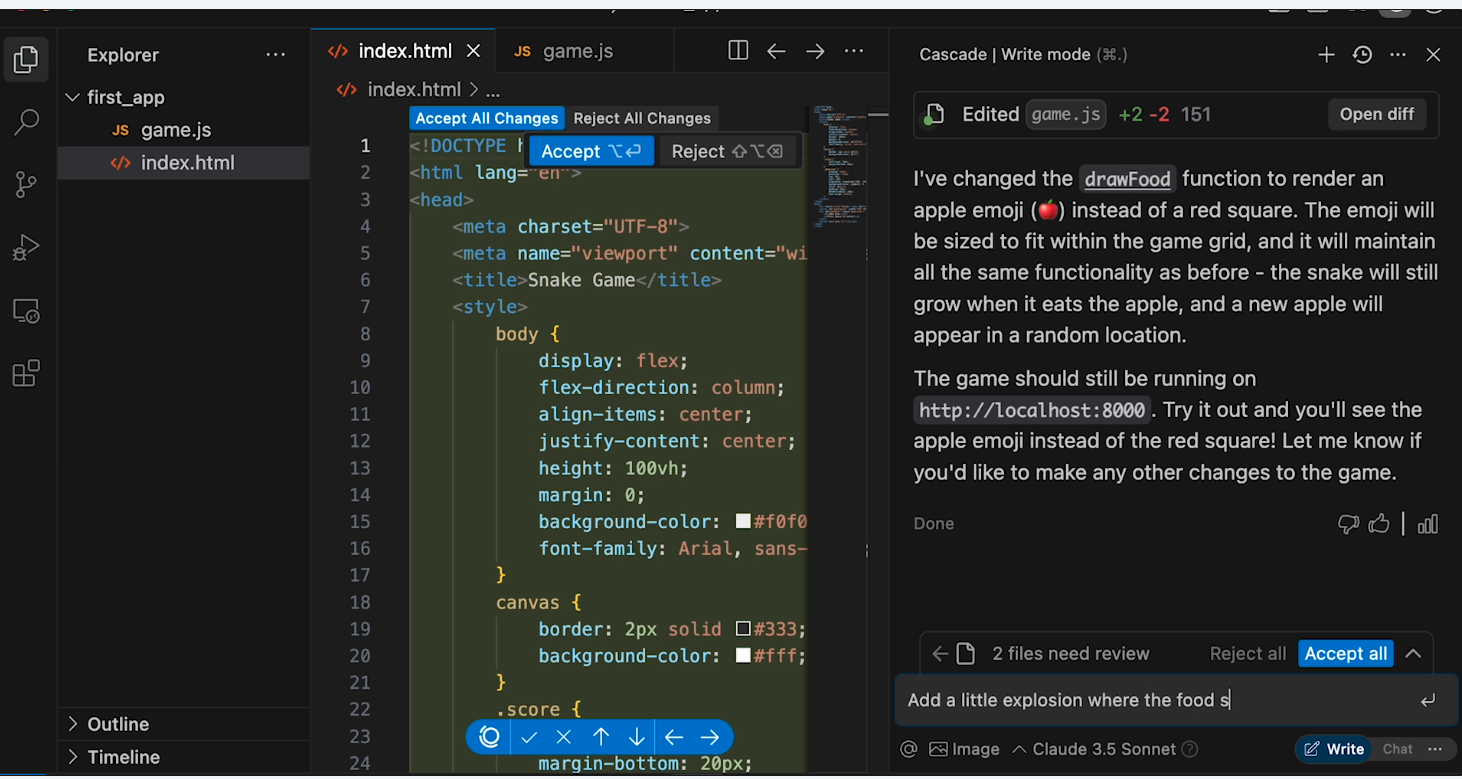 Explorer
first_app
JS game.js
index.html
Outline
Timeline
index.html
JS game.js
index.html > ...
Accept All Changes Reject All Changes
Accept ⌥⏎ Reject ⇧⌥⌫
1 <!DOCTYPE h
2 <html lang="en">
3 <head>
4 <meta charset="UTF-8">
5 <meta name="viewport" content="wi
6 <title>Snake Game</title>
7 <style>
8 body {
9 display: flex;
10 flex-direction: column;
11 align-items: center;
12 justify-content: center;
13 height: 100vh;
14 margin: 0;
15 background-color: #f0f0
16 font-family: Arial, sans-
17 }
18 canvas {
19 border: 2px solid #333;
20 background-color: #fff;
21 }
22 .score {
23
24 margin-bottom: 20px;
Cascade | Write mode (⌘.)
Edited game.js +2 -2 151 Open diff
I've changed the drawFood function to render an
apple emoji (🍎) instead of a red square. The emoji will
be sized to fit within the game grid, and it will maintain
all the same functionality as before - the snake will still
grow when it eats the apple, and a new apple will
appear in a random location.
The game should still be running on
http://localhost:8000. Try it out and you'll see the
apple emoji instead of the red square! Let me know if
you'd like to make any other changes to the game.
Done
2 files need review Reject all Accept all
Add a little explosion where the food s
@ Image Claude 3.5 Sonnet Write Chat